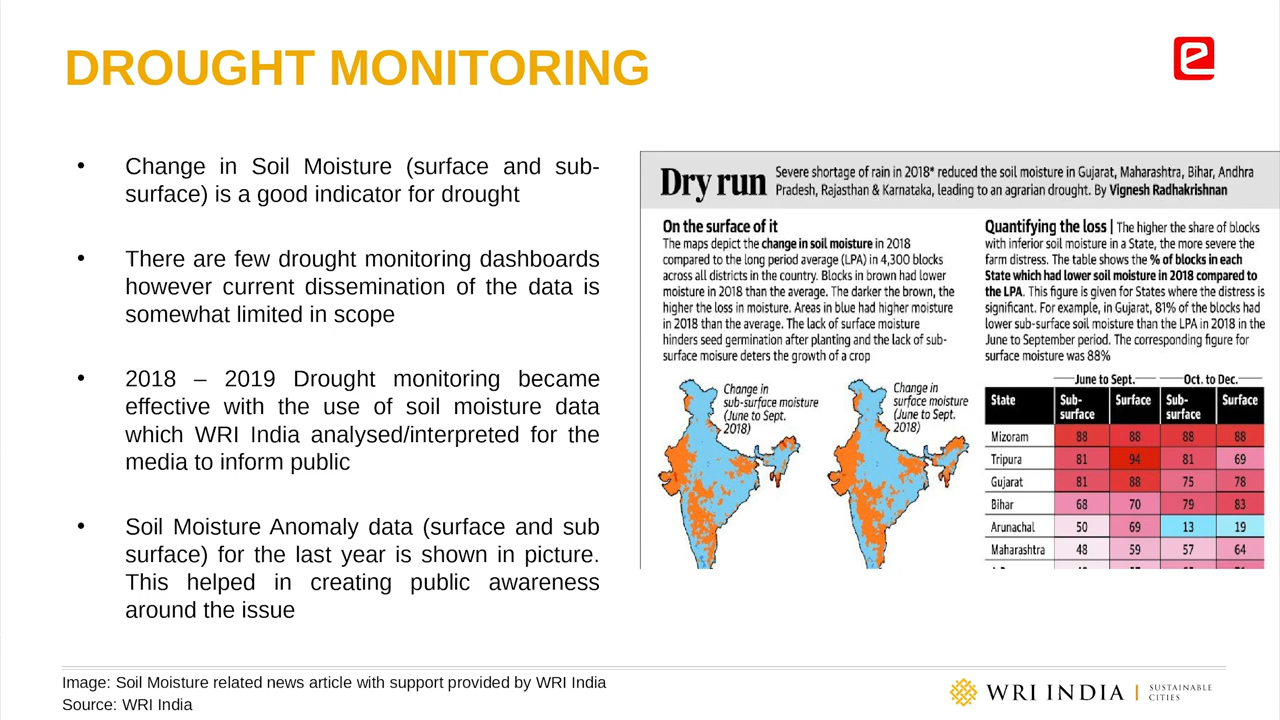 DROUGHT MONITORING
e
• Change in Soil Moisture (surface and sub-
surface) is a good indicator for drought
• There are few drought monitoring dashboards
however current dissemination of the data is
somewhat limited in scope
• 2018 – 2019 Drought monitoring became
effective with the use of soil moisture data
which WRI India analysed/interpreted for the
media to inform public
• Soil Moisture Anomaly data (surface and sub
surface) for the last year is shown in picture.
This helped in creating public awareness
around the issue
Dry run
Severe shortage of rain in 2018* reduced the soil moisture in Gujarat, Maharashtra, Bihar, Andhra
Pradesh, Rajasthan & Karnataka, leading to an agrarian drought. By Vignesh Radhakrishnan
On the surface of it
The maps depict the change in soil moisture in 2018
compared to the long period average (LPA) in 4,300 blocks
across all districts in the country. Blocks in brown had lower
moisture in 2018 than the average. The darker the brown, the
higher the loss in moisture. Areas in blue had higher moisture
in 2018 than the average. The lack of surface moisture
hinders seed germination after planting and the lack of sub-
surface moisure deters the growth of a crop
Change in
sub-surface moisture
(June to Sept.
2018)
Change in
surface moisture
(June to Sept.
2018)
Quantifying the loss | The higher the share of blocks
with inferior soil moisture in a State, the more severe the
farm distress. The table shows the % of blocks in each
State which had lower soil moisture in 2018 compared to
the LPA. This figure is given for States where the distress is
significant. For example, in Gujarat, 81% of the blocks had
lower sub-surface soil moisture than the LPA in 2018 in the
June to September period. The corresponding figure for
surface moisture was 88%
June to Sept. Oct. to Dec.
State Sub-surface Surface Sub-surface Surface
Mizoram 88 88 88 88
Tripura 81 94 81 69
Gujarat 81 88 75 78
Bihar 68 70 79 83
Arunachal 50 69 13 19
Maharashtra 48 59 57 64
Image: Soil Moisture related news article with support provided by WRI India
Source: WRI India
WRI INDIA | SUSTAINABLE
CITIES